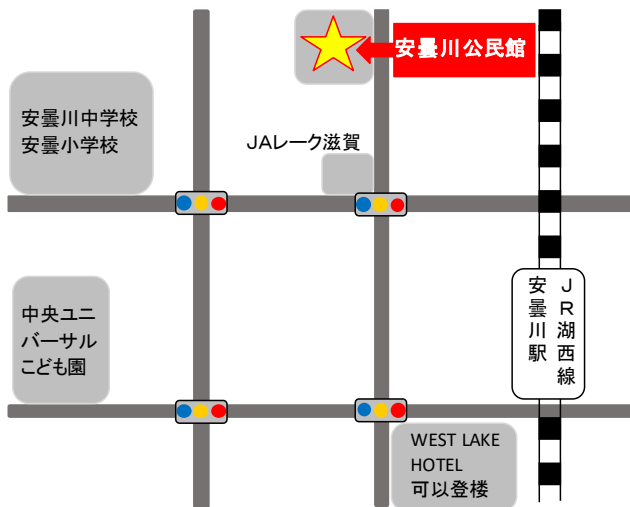 安曇川公民館
安曇川中学校
安曇小学校
JAレーク滋賀
中央ユニ
バーサル
こども園
JR湖西線
安曇川駅
WEST LAKE
HOTEL
可以登楼